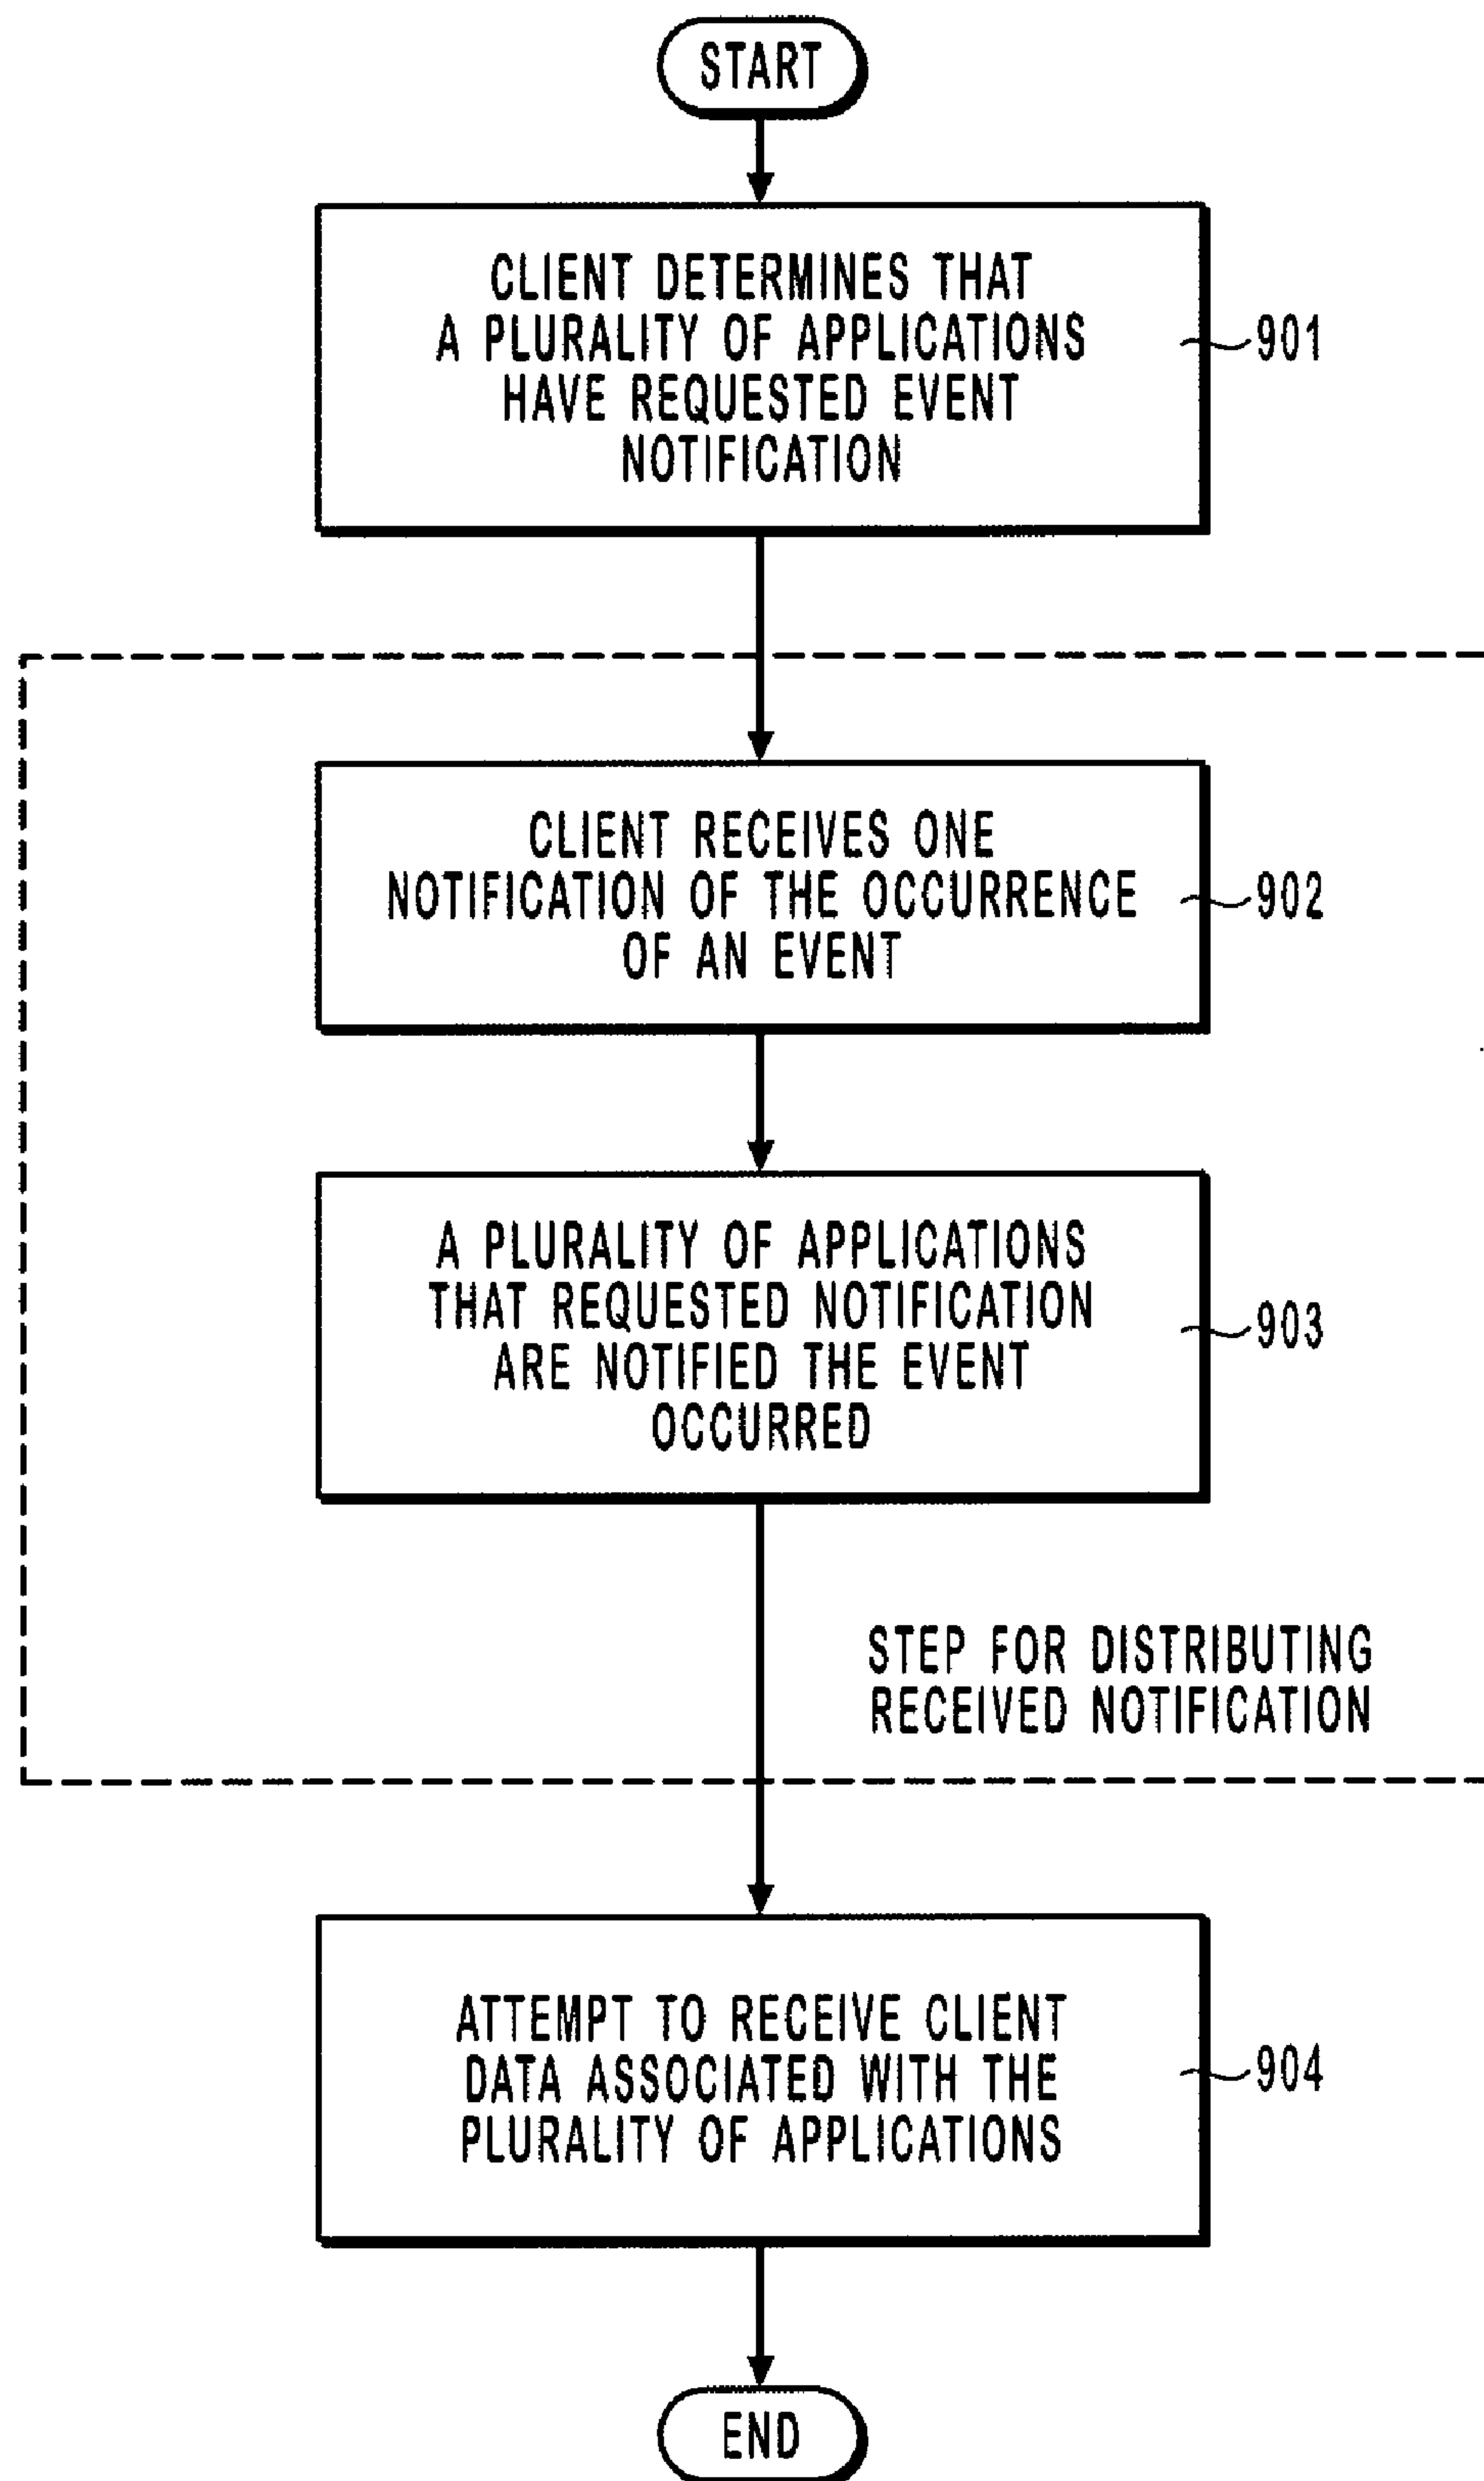 START
CLIENT DETERMINES THAT
A PLURALITY OF APPLICATIONS
HAVE REQUESTED EVENT
NOTIFICATION
901
CLIENT RECEIVES ONE
NOTIFICATION OF THE OCCURRENCE
OF AN EVENT
902
A PLURALITY OF APPLICATIONS
THAT REQUESTED NOTIFICATION
ARE NOTIFIED THE EVENT
OCCURRED
903
STEP FOR DISTRIBUTING
RECEIVED NOTIFICATION
ATTEMPT TO RECEIVE CLIENT
DATA ASSOCIATED WITH THE
PLURALITY OF APPLICATIONS
904
END